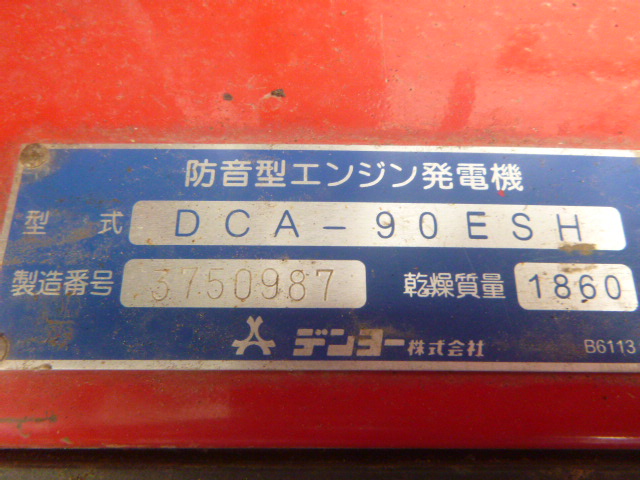 防音型エンジン発電機
型 式 DCA-90ESH
製造番号 3750987 乾燥質量 1860
デンヨー株式会社 B6113